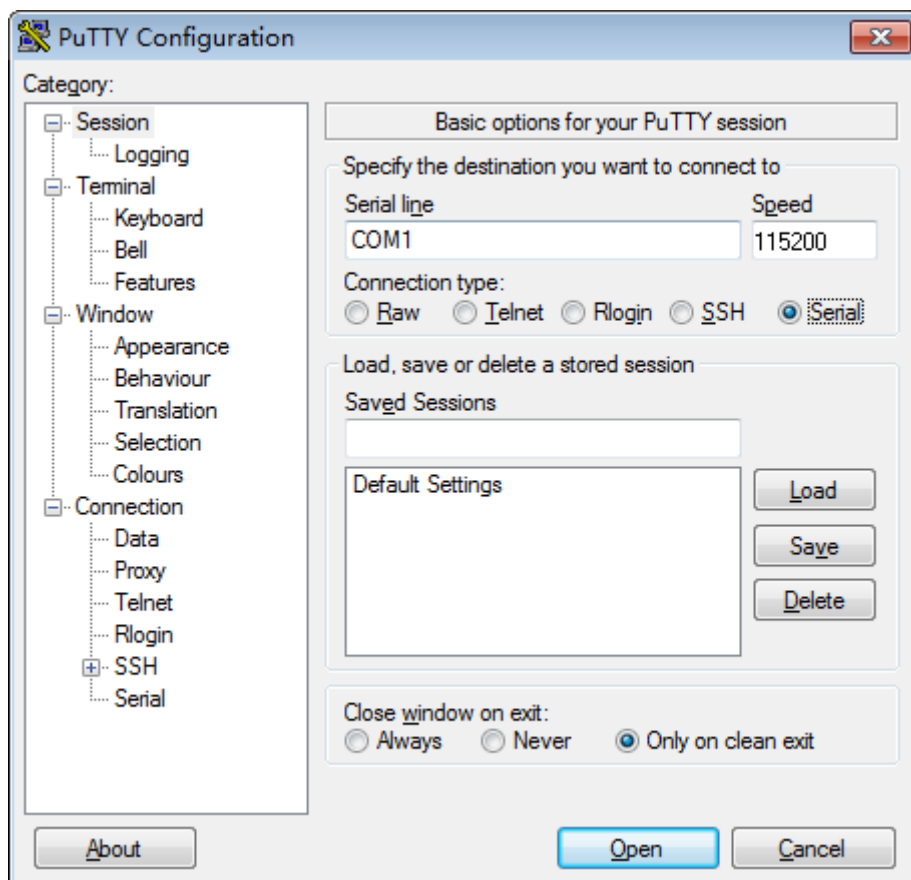 PuTTY Configuration
Category:
Session
Logging
Terminal
Keyboard
Bell
Features
Window
Appearance
Behaviour
Translation
Selection
Colours
Connection
Data
Proxy
Telnet
Rlogin
SSH
Serial
Basic options for your PuTTY session
Specify the destination you want to connect to
Serial line Speed
COM1 115200
Connection type:
Raw Telnet Rlogin SSH Serial
Load, save or delete a stored session
Saved Sessions
Default Settings
Load
Save
Delete
Close window on exit:
Always Never Only on clean exit
About Open Cancel